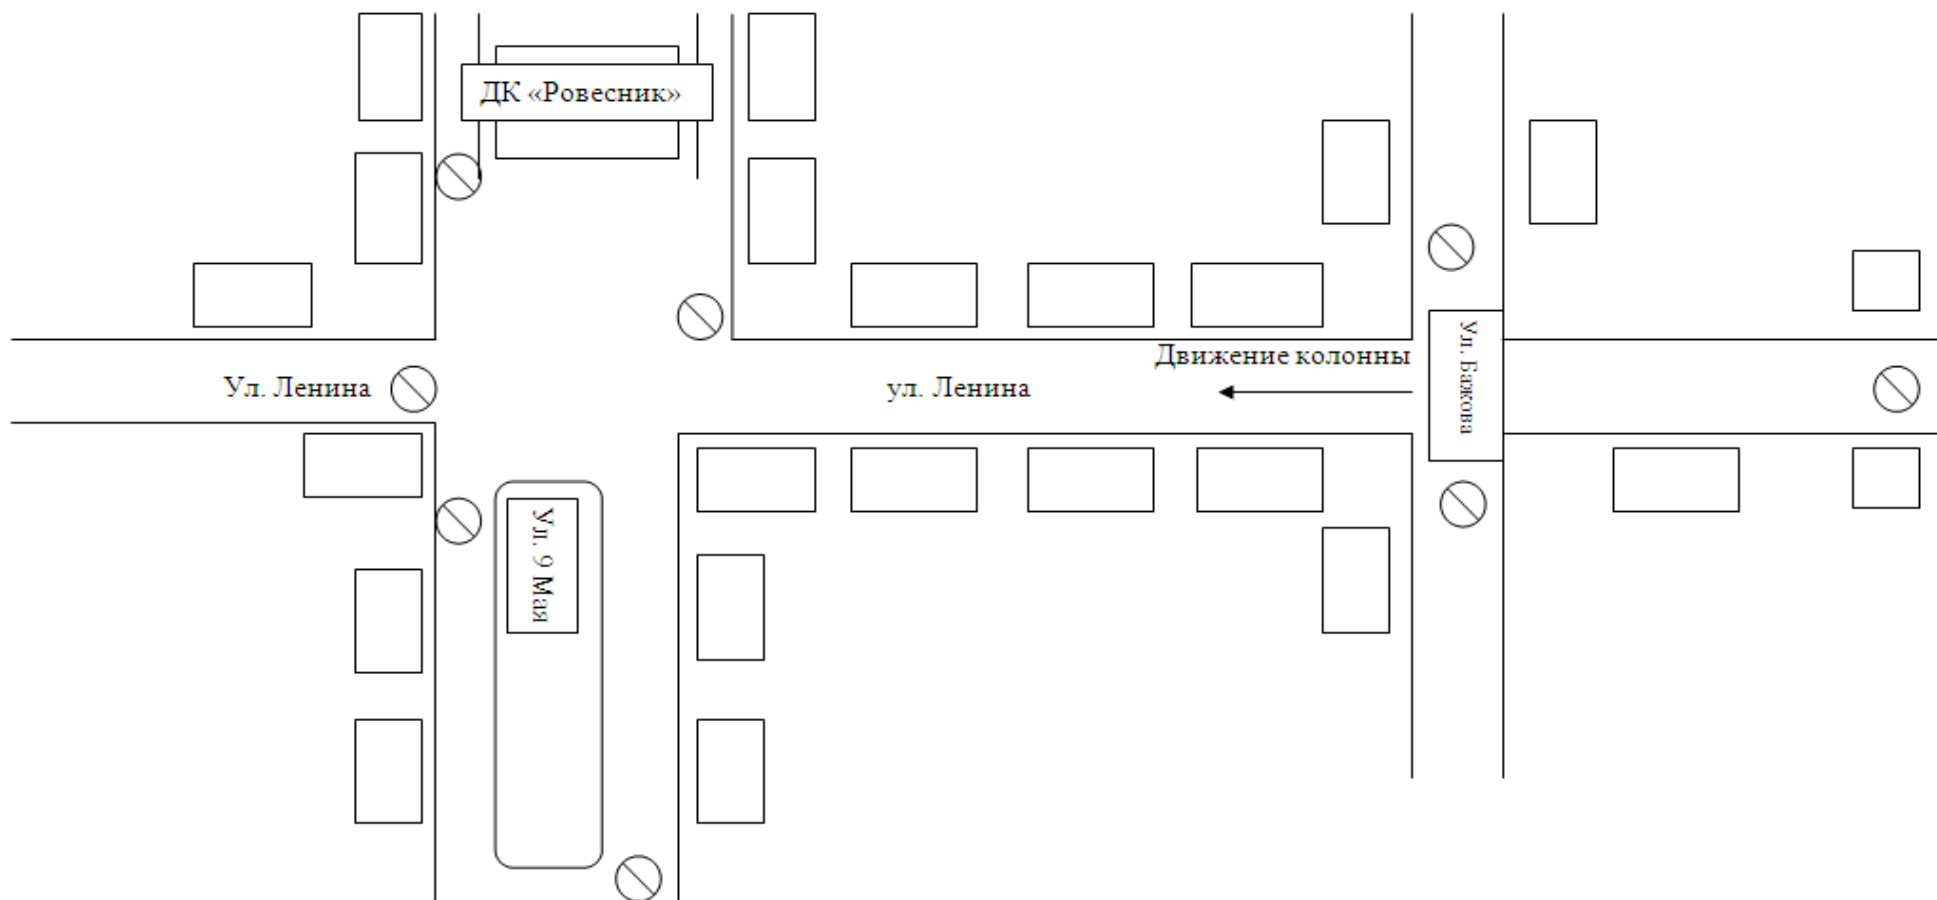 ДК «Ровесник»
Движение колонны
Ул. Бажова
Ул. Ленина
ул. Ленина
Ул. 9 Мая